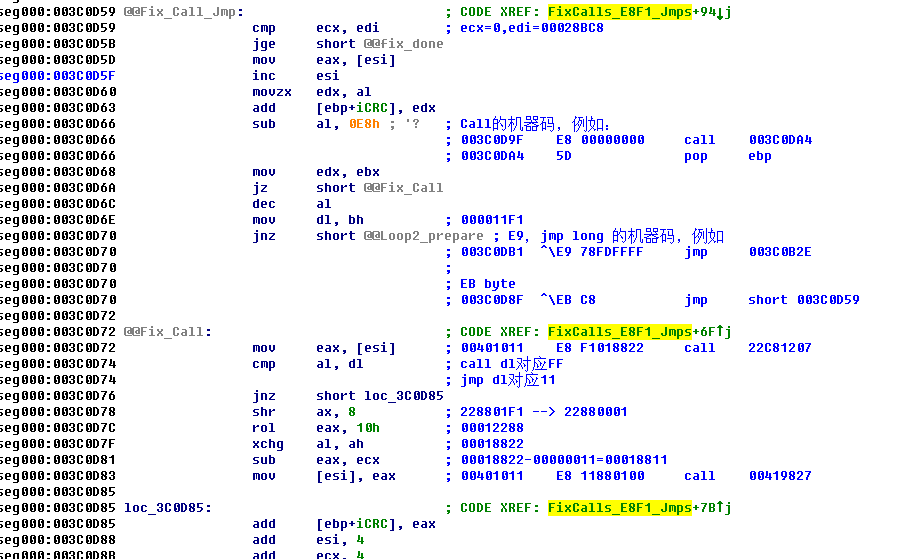 seg000:003C0D59 @@Fix_Call_Jmp: ; CODE XREF: FixCalls_E8F1_Jmps+94↓j
seg000:003C0D59 cmp ecx, edi ; ecx=0,edi=00028BC8
seg000:003C0D5B jge short @@fix_done
seg000:003C0D5D mov eax, [esi]
seg000:003C0D5F inc esi
seg000:003C0D60 movzx edx, al
seg000:003C0D63 add [ebp+iCRC], edx
seg000:003C0D66 sub al, 0E8h ; '? ; Call的机器码，例如：
seg000:003C0D66 ; 003C0D9F E8 00000000 call 003C0DA4
seg000:003C0D66 ; 003C0DA4 5D pop ebp
seg000:003C0D68 mov edx, ebx
seg000:003C0D6A jz short @@Fix_Call
seg000:003C0D6C dec al
seg000:003C0D6E mov dl, bh ; 000011F1
seg000:003C0D70 jnz short @@Loop2_prepare ; E9, jmp long 的机器码，例如
seg000:003C0D70 ; 003C0DB1 ^\E9 78FDFFFF jmp 003C0B2E
seg000:003C0D70 ;
seg000:003C0D70 ; EB byte
seg000:003C0D70 ; 003C0D8F ^\EB C8 jmp short 003C0D59
seg000:003C0D72
seg000:003C0D72 @@Fix_Call: ; CODE XREF: FixCalls_E8F1_Jmps+6F↑j
seg000:003C0D72 mov eax, [esi] ; 00401011 E8 F1018822 call 22C81207
seg000:003C0D74 cmp al, dl ; call dl对应FF
seg000:003C0D74 ; jmp dl对应11
seg000:003C0D76 jnz short loc_3C0D85
seg000:003C0D78 shr ax, 8 ; 228801F1 --> 22880001
seg000:003C0D7C rol eax, 10h ; 00012288
seg000:003C0D7F xchg al, ah ; 00018822
seg000:003C0D81 sub eax, ecx ; 00018822-00000011=00018811
seg000:003C0D83 mov [esi], eax ; 00401011 E8 11880100 call 00419827
seg000:003C0D85
seg000:003C0D85 loc_3C0D85: ; CODE XREF: FixCalls_E8F1_Jmps+7B↑j
seg000:003C0D85 add [ebp+iCRC], eax
seg000:003C0D88 add esi, 4
seg000:003C0D8B add ecx, 4